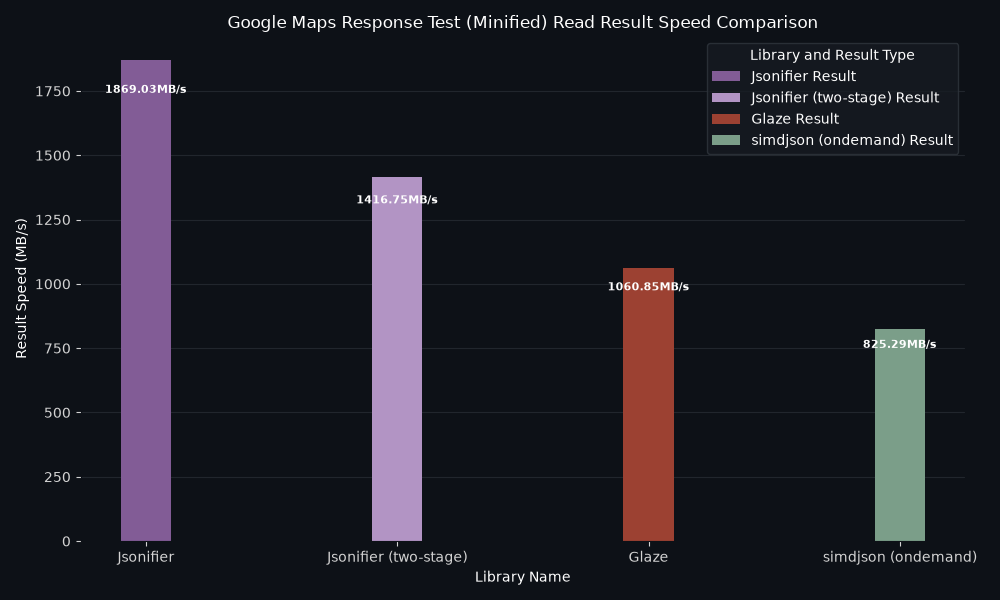 Google Maps Response Test (Minified) Read Result Speed Comparison
Library and Result Type
Jsonifier Result
Jsonifier (two-stage) Result
Glaze Result
simdjson (ondemand) Result
Result Speed (MB/s)
1750
1500
1250
1000
750
500
250
0
1869.03MB/s
1416.75MB/s
1060.85MB/s
825.29MB/s
Jsonifier
Jsonifier (two-stage)
Glaze
simdjson (ondemand)
Library Name